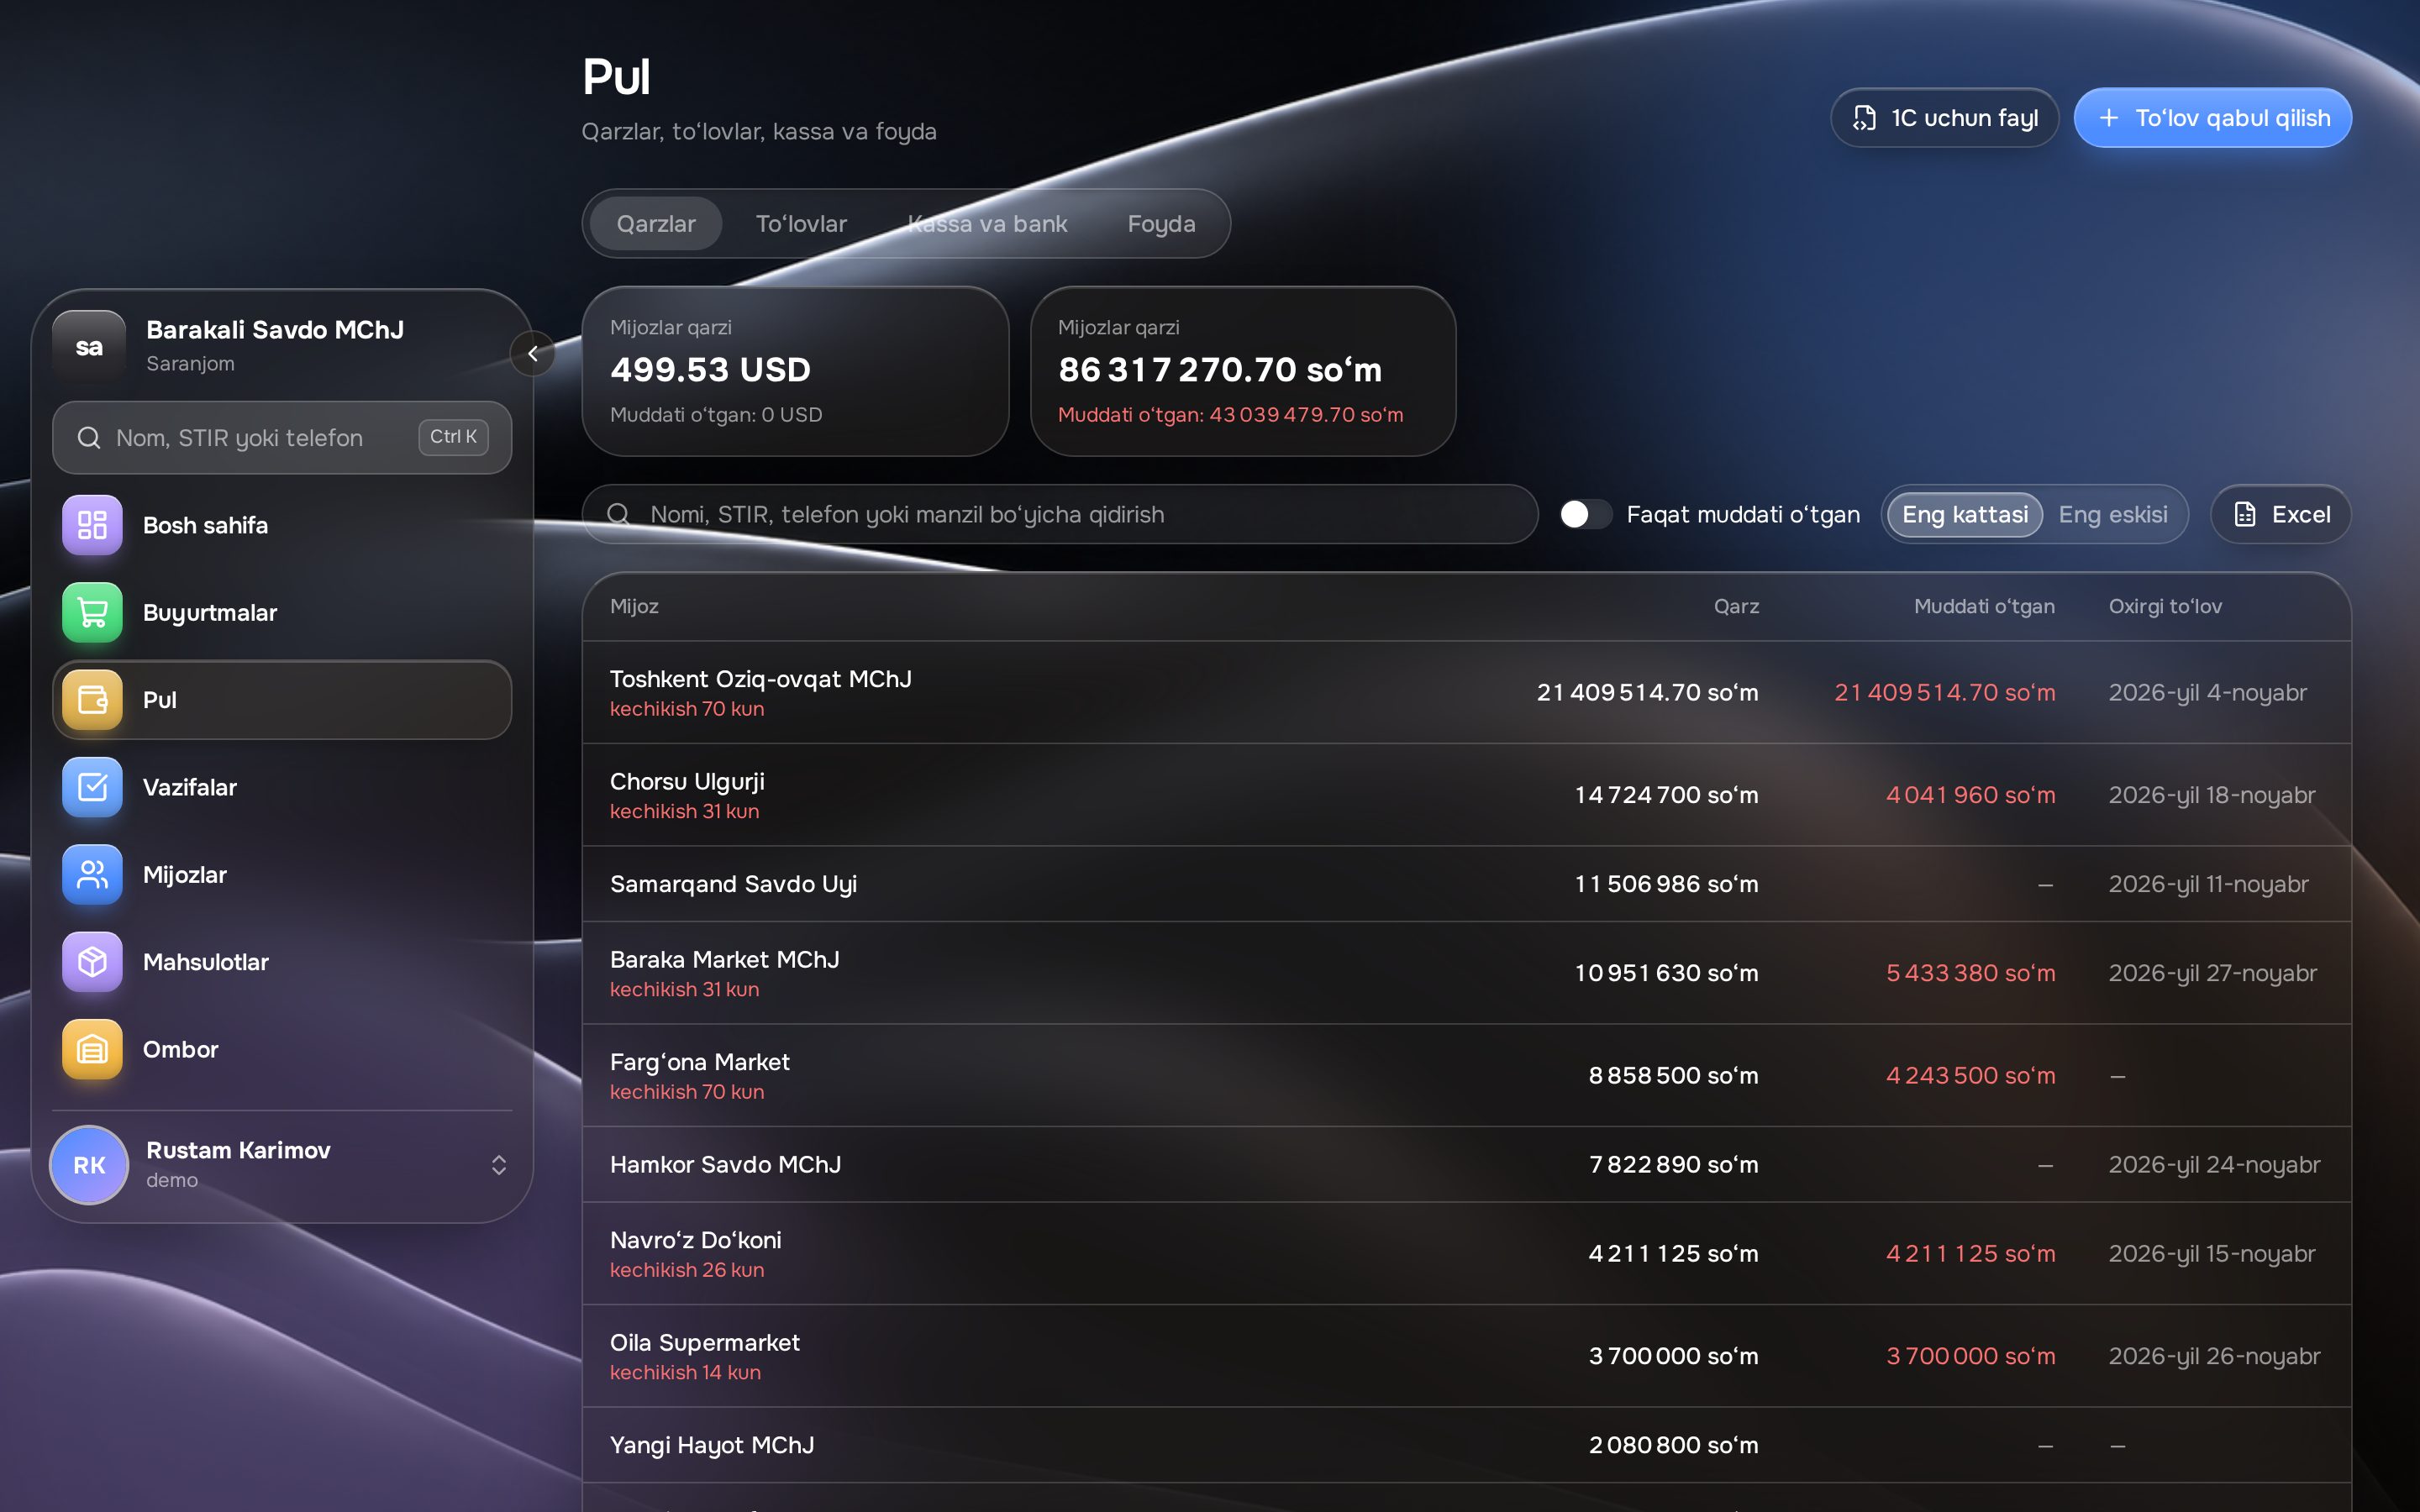 Pul
Qarzlar, to‘lovlar, kassa va foyda
1C uchun fayl
To‘lov qabul qilish
Qarzlar
To‘lovlar
Kassa va bank
Foyda
sa
Barakali Savdo MChJ
Saranjom
Nom, STIR yoki telefon
Ctrl K
Bosh sahifa
Buyurtmalar
Pul
Vazifalar
Mijozlar
Mahsulotlar
Ombor
RK
Rustam Karimov
demo
Mijozlar qarzi
499.53 USD
Muddati o‘tgan: 0 USD
Mijozlar qarzi
86 317 270.70 so‘m
Muddati o‘tgan: 43 039 479.70 so‘m
Nomi, STIR, telefon yoki manzil bo‘yicha qidirish
Faqat muddati o‘tgan
Eng kattasi
Eng eskisi
Excel
Mijoz Qarz Muddati o‘tgan Oxirgi to‘lov
Toshkent Oziq-ovqat MChJ 21 409 514.70 so‘m 21 409 514.70 so‘m 2026-yil 4-noyabr
kechikish 70 kun
Chorsu Ulgurji 14 724 700 so‘m 4 041 960 so‘m 2026-yil 18-noyabr
kechikish 31 kun
Samarqand Savdo Uyi 11 506 986 so‘m – 2026-yil 11-noyabr
Baraka Market MChJ 10 951 630 so‘m 5 433 380 so‘m 2026-yil 27-noyabr
kechikish 31 kun
Farg‘ona Market 8 858 500 so‘m 4 243 500 so‘m –
kechikish 70 kun
Hamkor Savdo MChJ 7 822 890 so‘m – 2026-yil 24-noyabr
Navro‘z Do‘koni 4 211 125 so‘m 4 211 125 so‘m 2026-yil 15-noyabr
kechikish 26 kun
Oila Supermarket 3 700 000 so‘m 3 700 000 so‘m 2026-yil 26-noyabr
kechikish 14 kun
Yangi Hayot MChJ 2 080 800 so‘m – –